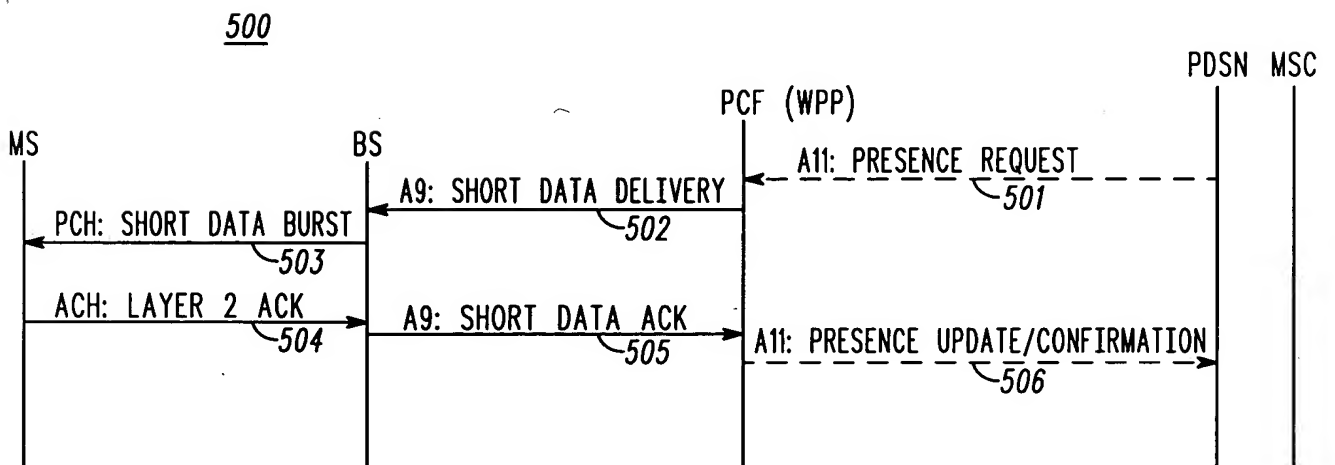 500
PDSN MSC
PCF (WPP)
MS
BS
A11: PRESENCE REQUEST
501
A9: SHORT DATA DELIVERY
502
PCH: SHORT DATA BURST
503
ACH: LAYER 2 ACK
504
A9: SHORT DATA ACK
505
A11: PRESENCE UPDATE/CONFIRMATION
506